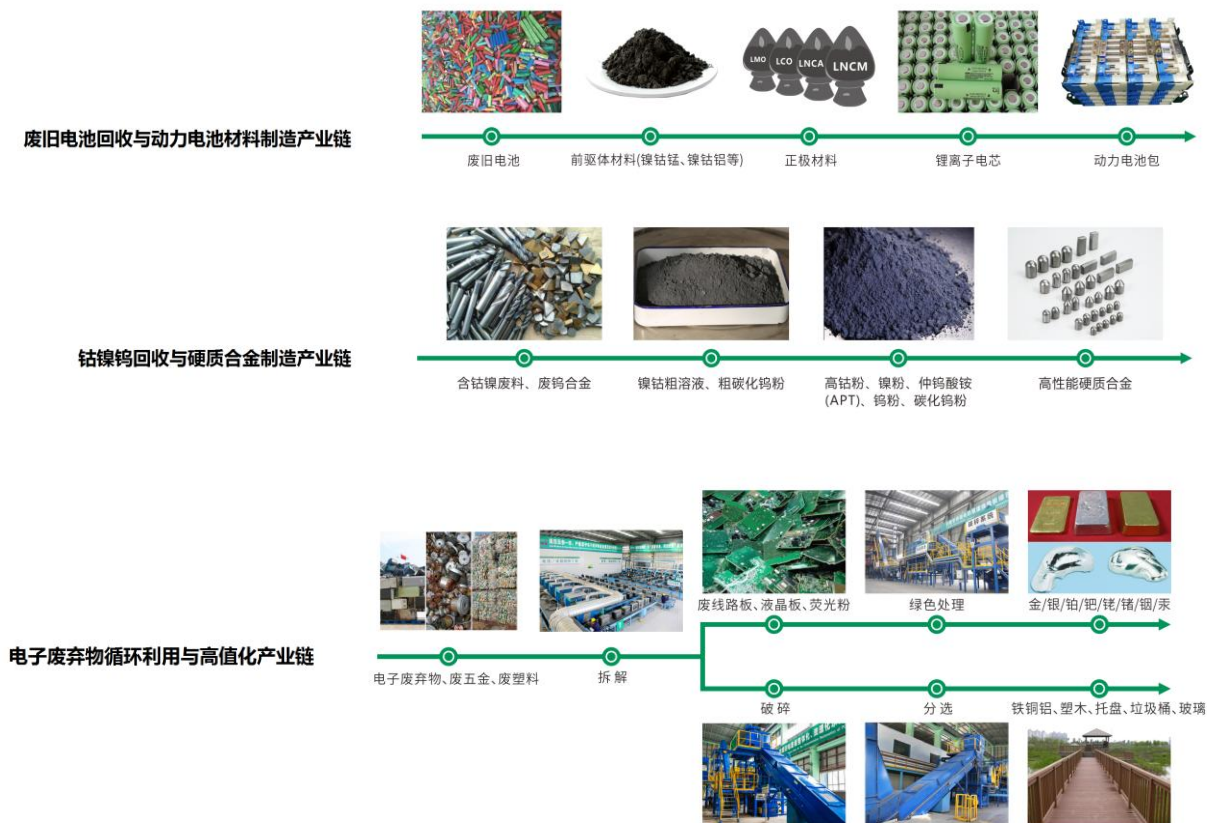 LMO
LCO
LNCA
LNCM
废旧电池回收与动力电池材料制造产业链
废旧电池
前驱体材料(镍钴锰、镍钴铝等)
正极材料
锂离子电芯
动力电池包
钴镍钨回收与硬质合金制造产业链
含钴镍废料、废钨合金
镍钴粗溶液、粗碳化钨粉
高钴粉、镍粉、仲钨酸铵
(APT)、钨粉、碳化钨粉
高性能硬质合金
废线路板、液晶板、荧光粉
绿色处理
金/银/铂/钯/铑/锗/铟/汞
电子废弃物循环利用与高值化产业链
电子废弃物、废五金、废塑料
拆解
破碎
分选
铁铜铝、塑木、托盘、垃圾桶、玻璃